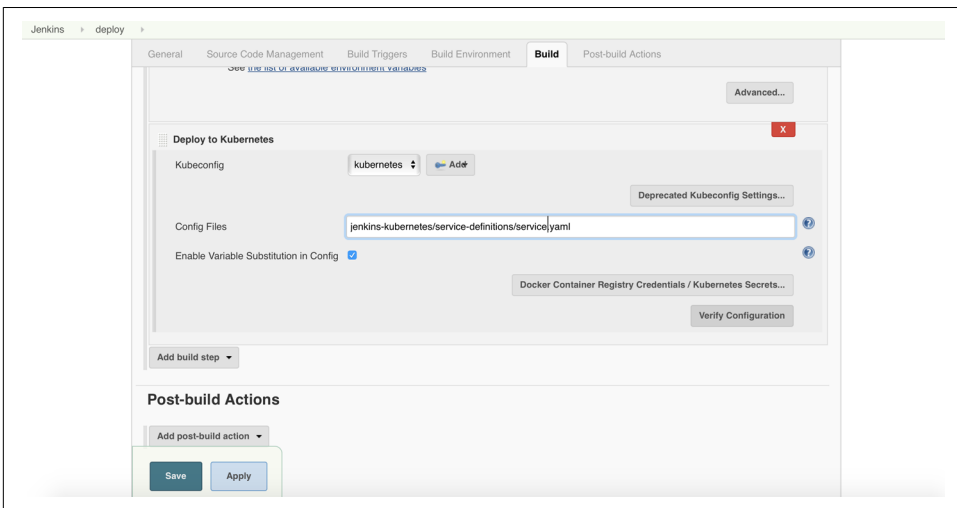 Jenkins deploy
General Source Code Management Build Triggers Build Environment Build Post-build Actions
See the list of available environment variables
Advanced...
X
Deploy to Kubernetes
Kubeconfig kubernetes Add
Deprecated Kubeconfig Settings...
Config Files jenkins-kubernetes/service-definitions/service.yaml
Enable Variable Substitution in Config
Docker Container Registry Credentials / Kubernetes Secrets...
Verify Configuration
Add build step
Post-build Actions
Add post-build action
Save Apply